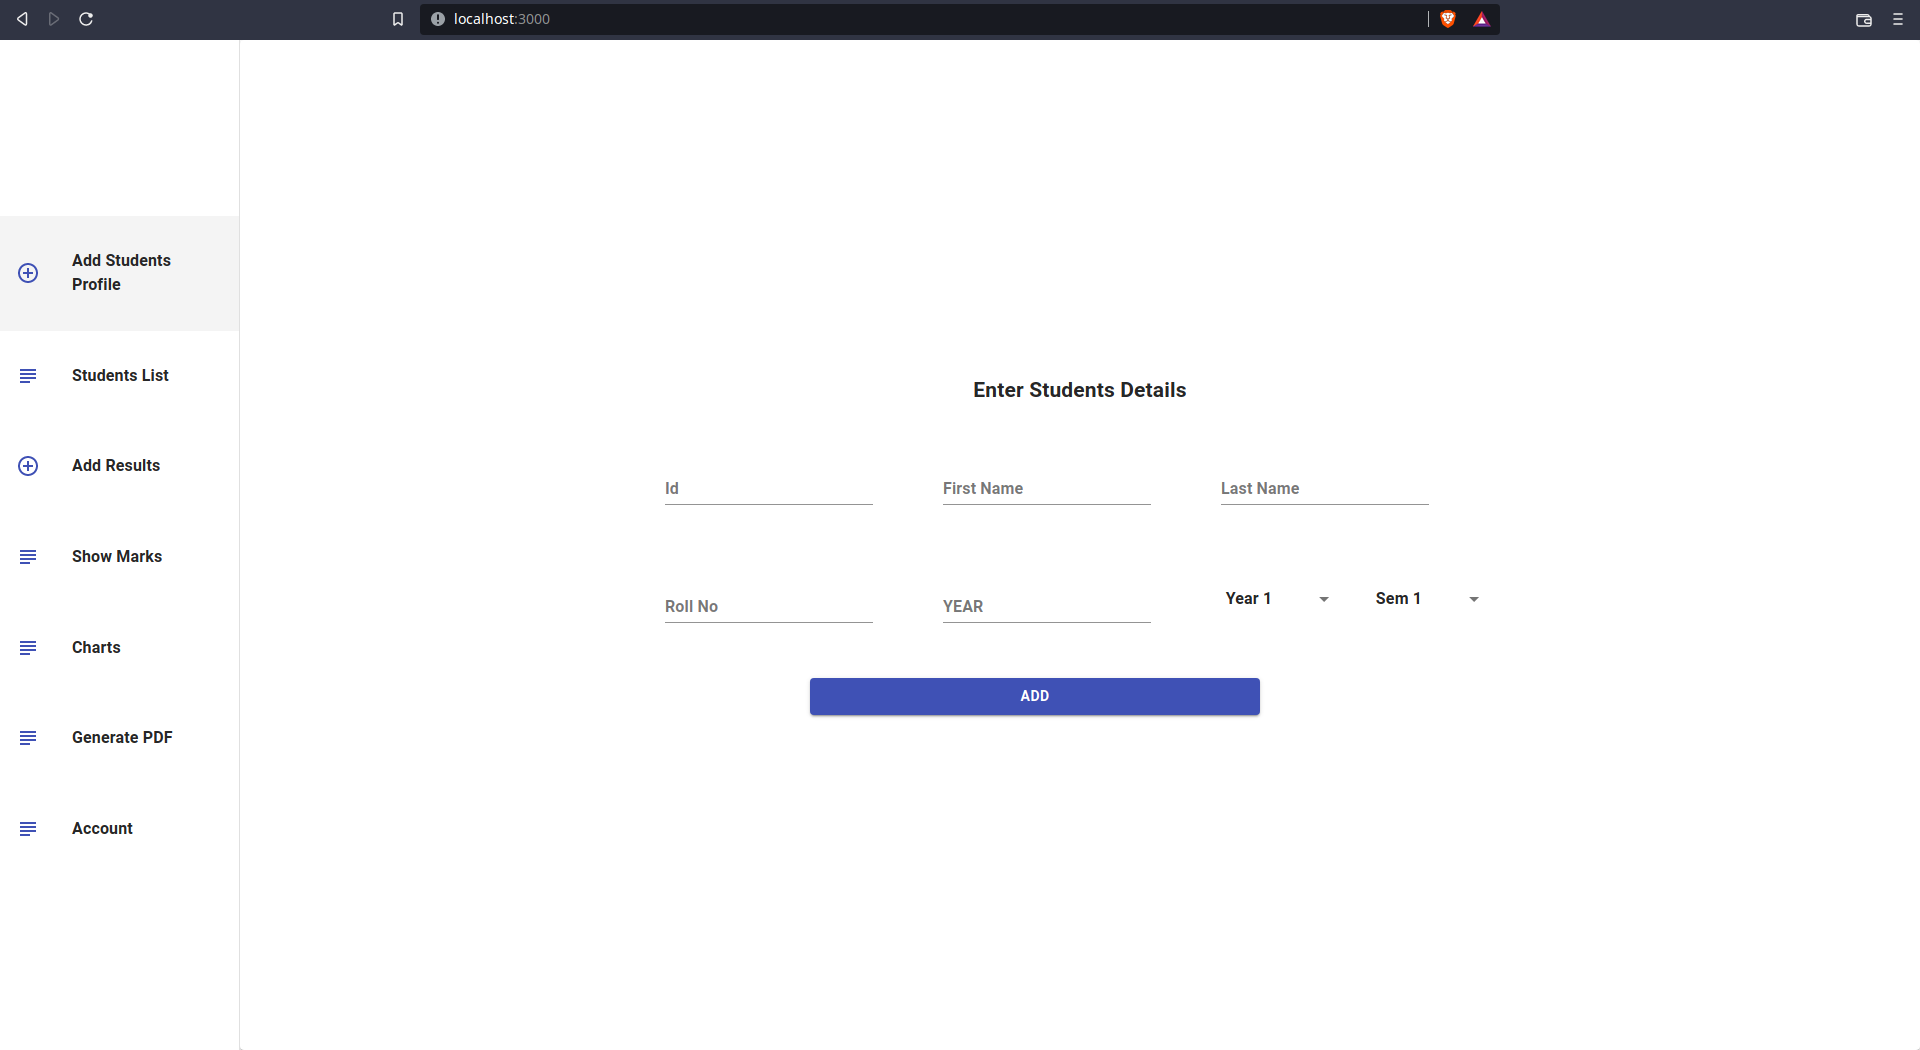 localhost:3000
Add Students
Profile
Students List
Add Results
Show Marks
Charts
Generate PDF
Account
Enter Students Details
Id
First Name
Last Name
Roll No
YEAR
Year 1
Sem 1
ADD